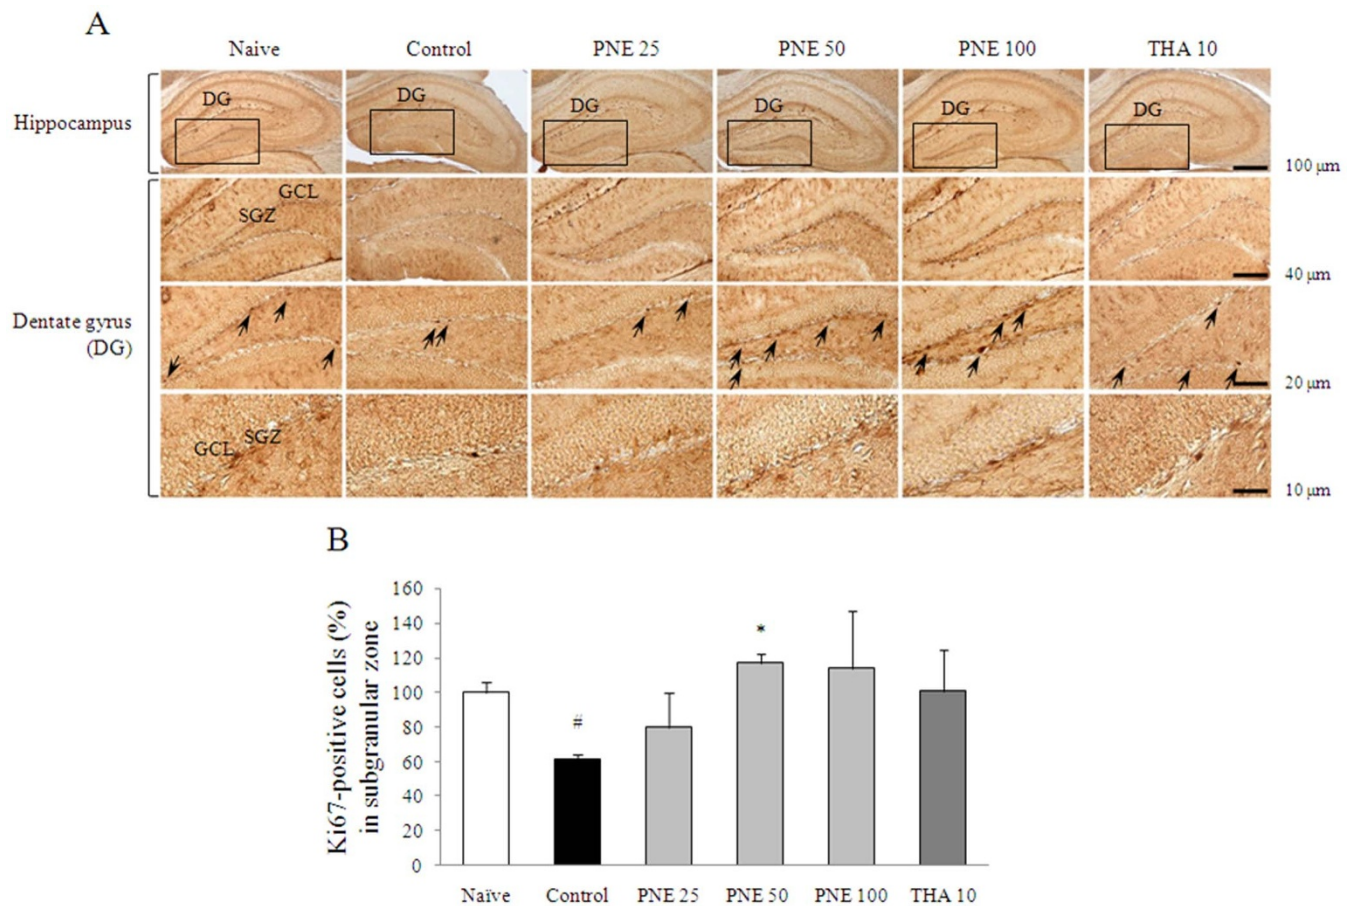 A
Naive Control PNE 25 PNE 50 PNE 100 THA 10
Hippocampus
DG DG DG DG DG DG
100 μm
GCL
SGZ
40 μm
Dentate gyrus
(DG)
20 μm
SGZ
GCL
10 μm
B
Ki67-positive cells (%)
in subgranular zone
160
140
120
100
80
60
40
20
0
#
*
Naïve Control PNE 25 PNE 50 PNE 100 THA 10